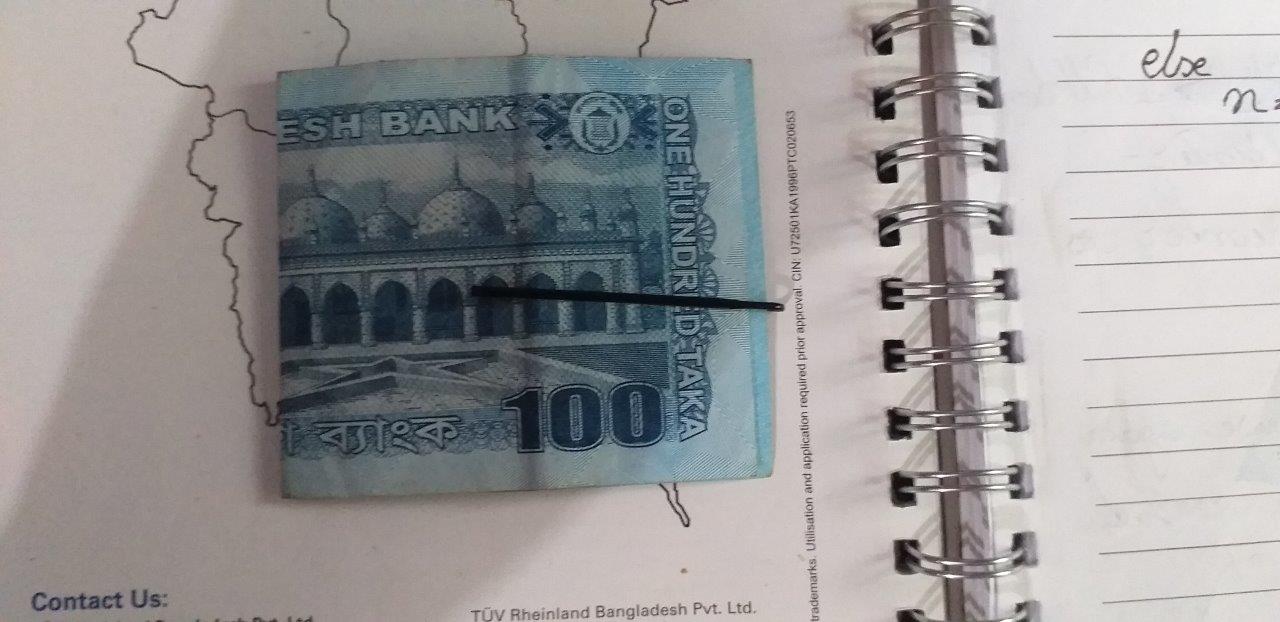 ESH BANK
ONE HUNDRED TAKA
ব্যাংক
100
else
n=
trademarks. Utilisation and application required prior approval. CIN: U72501KA1996PTC020653
Contact Us:
TÜV Rheinland Bangladesh Pvt. Ltd.